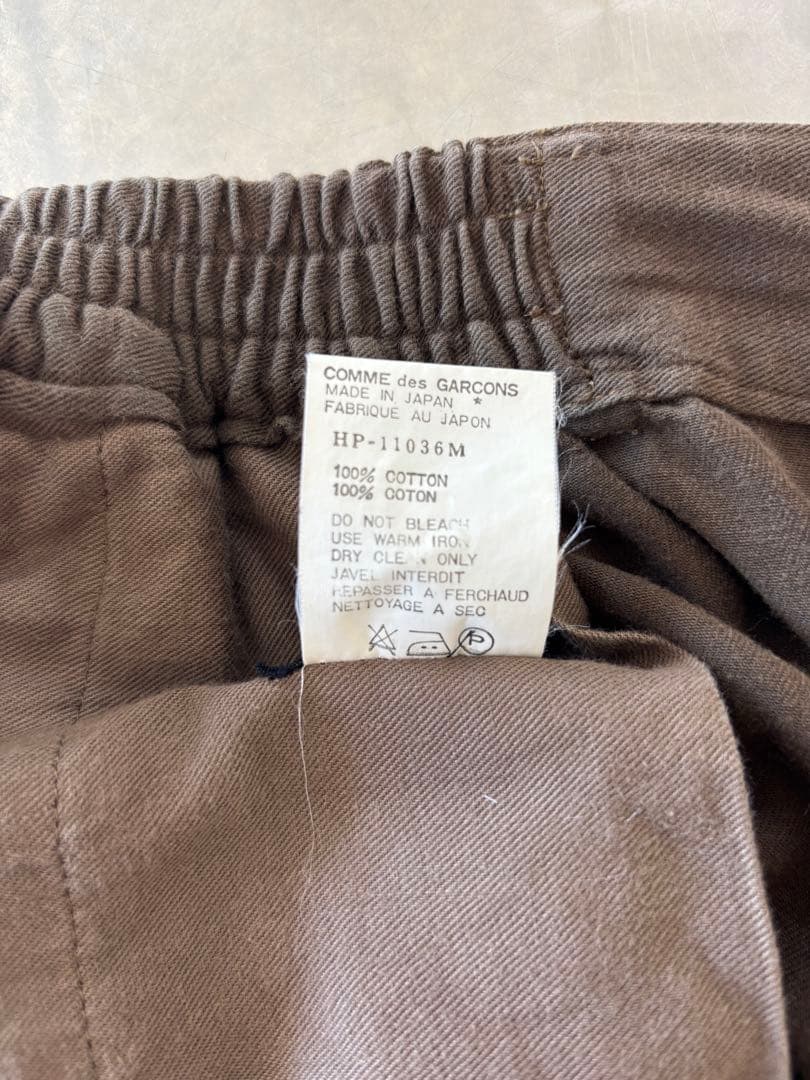 COMME des GARCONS
MADE IN JAPAN *
FABRIQUE AU JAPON
HP-11036M
100% COTTON
100% COTON
DO NOT BLEACH
USE WARM IRON
DRY CLEAN ONLY
JAVEL INTERDIT
REPASSER A FERCHAUD
NETTOYAGE A SEC
P